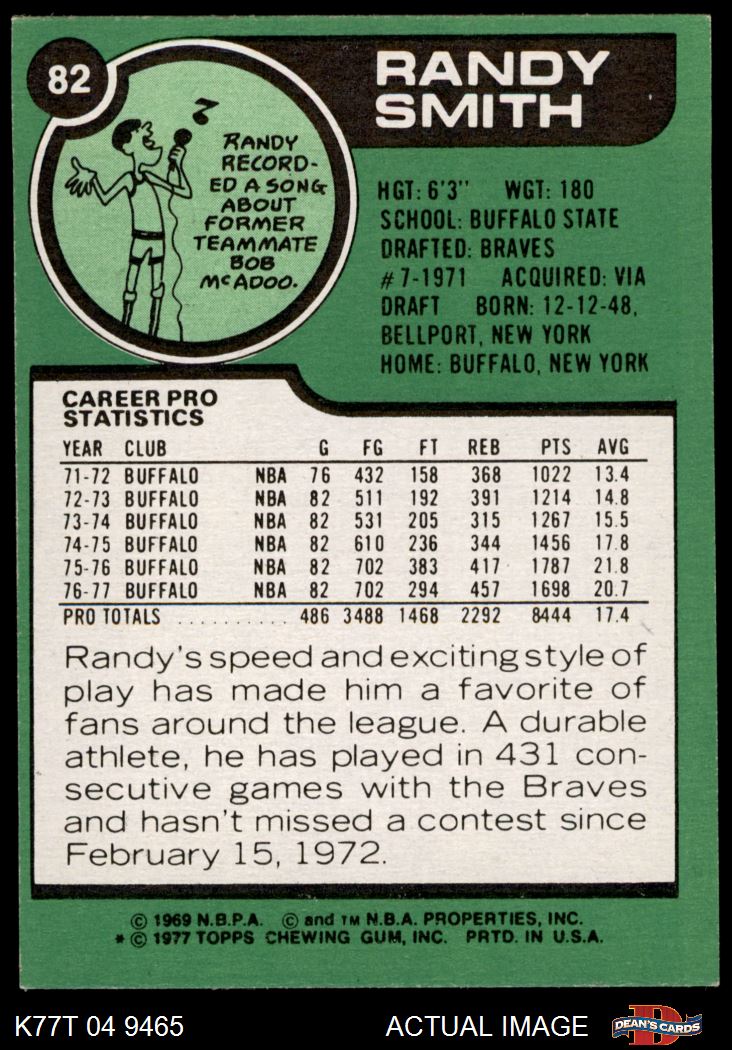 82
RANDY
SMITH
RANDY
RECORD-
ED A SONG
ABOUT
FORMER
TEAMMATE
BOB
McADOO.
HGT: 6'3" WGT: 180
SCHOOL: BUFFALO STATE
DRAFTED: BRAVES
#7-1971 ACQUIRED: VIA
DRAFT BORN: 12-12-48,
BELLPORT, NEW YORK
HOME: BUFFALO, NEW YORK
CAREER PRO
STATISTICS
YEAR CLUB G FG FT REB PTS AVG
71-72 BUFFALO NBA 76 432 158 368 1022 13.4
72-73 BUFFALO NBA 82 511 192 391 1214 14.8
73-74 BUFFALO NBA 82 531 205 315 1267 15.5
74-75 BUFFALO NBA 82 610 236 344 1456 17.8
75-76 BUFFALO NBA 82 702 383 417 1787 21.8
76-77 BUFFALO NBA 82 702 294 457 1698 20.7
PRO TOTALS .......... 486 3488 1468 2292 8444 17.4
Randy's speed and exciting style of
play has made him a favorite of
fans around the league. A durable
athlete, he has played in 431 con-
secutive games with the Braves
and hasn't missed a contest since
February 15, 1972.
© 1969 N.B.P.A. © and TM N.B.A. PROPERTIES, INC.
* © 1977 TOPPS CHEWING GUM, INC. PRTD. IN U.S.A.
K77T 04 9465 ACTUAL IMAGE
DEAN'S CARDS